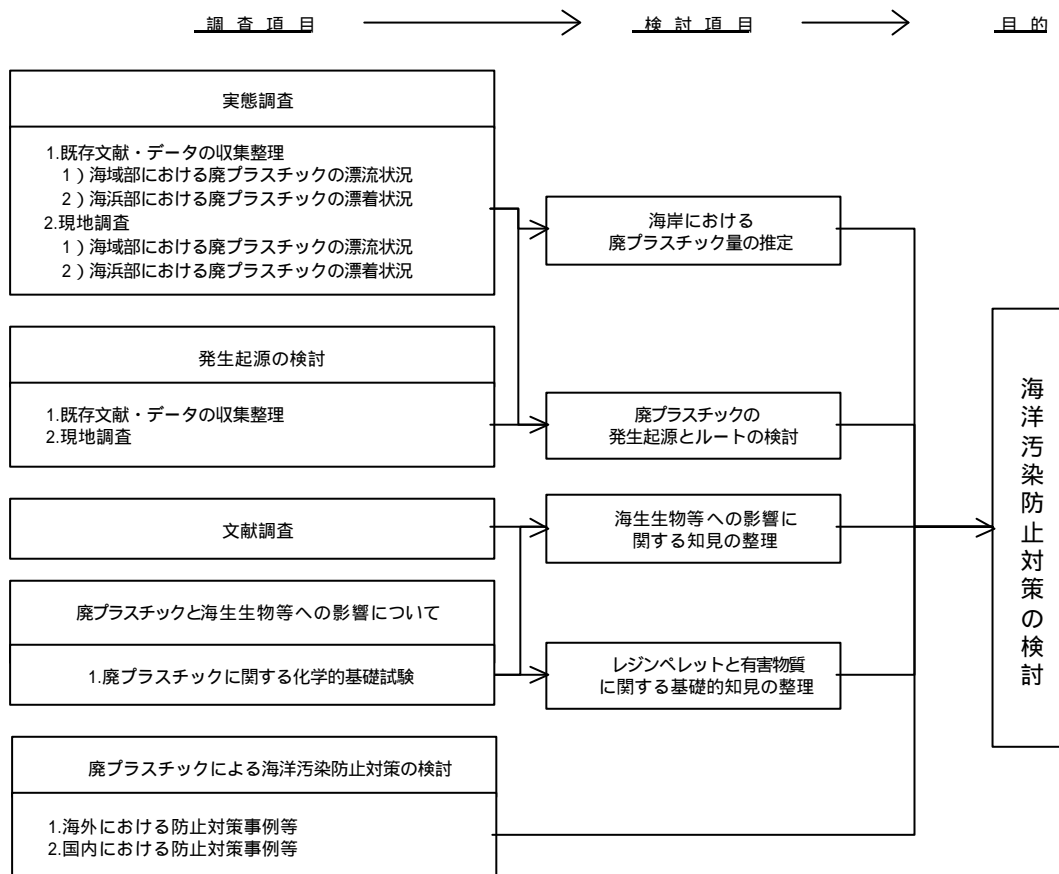 調査項目
検討項目
目的
実態調査
1.既存文献・データの収集整理
1）海域部における廃プラスチックの漂流状況
2）海浜部における廃プラスチックの漂着状況
2.現地調査
1）海域部における廃プラスチックの漂流状況
2）海浜部における廃プラスチックの漂着状況
海岸における
廃プラスチック量の推定
発生起源の検討
1.既存文献・データの収集整理
2.現地調査
廃プラスチックの
発生起源とルートの検討
文献調査
海生生物等への影響に
関する知見の整理
廃プラスチックと海生生物等への影響について
1.廃プラスチックに関する化学的基礎試験
レジンペレットと有害物質
に関する基礎的知見の整理
廃プラスチックによる海洋汚染防止対策の検討
1.海外における防止対策事例等
2.国内における防止対策事例等
海洋汚染防止対策の検討